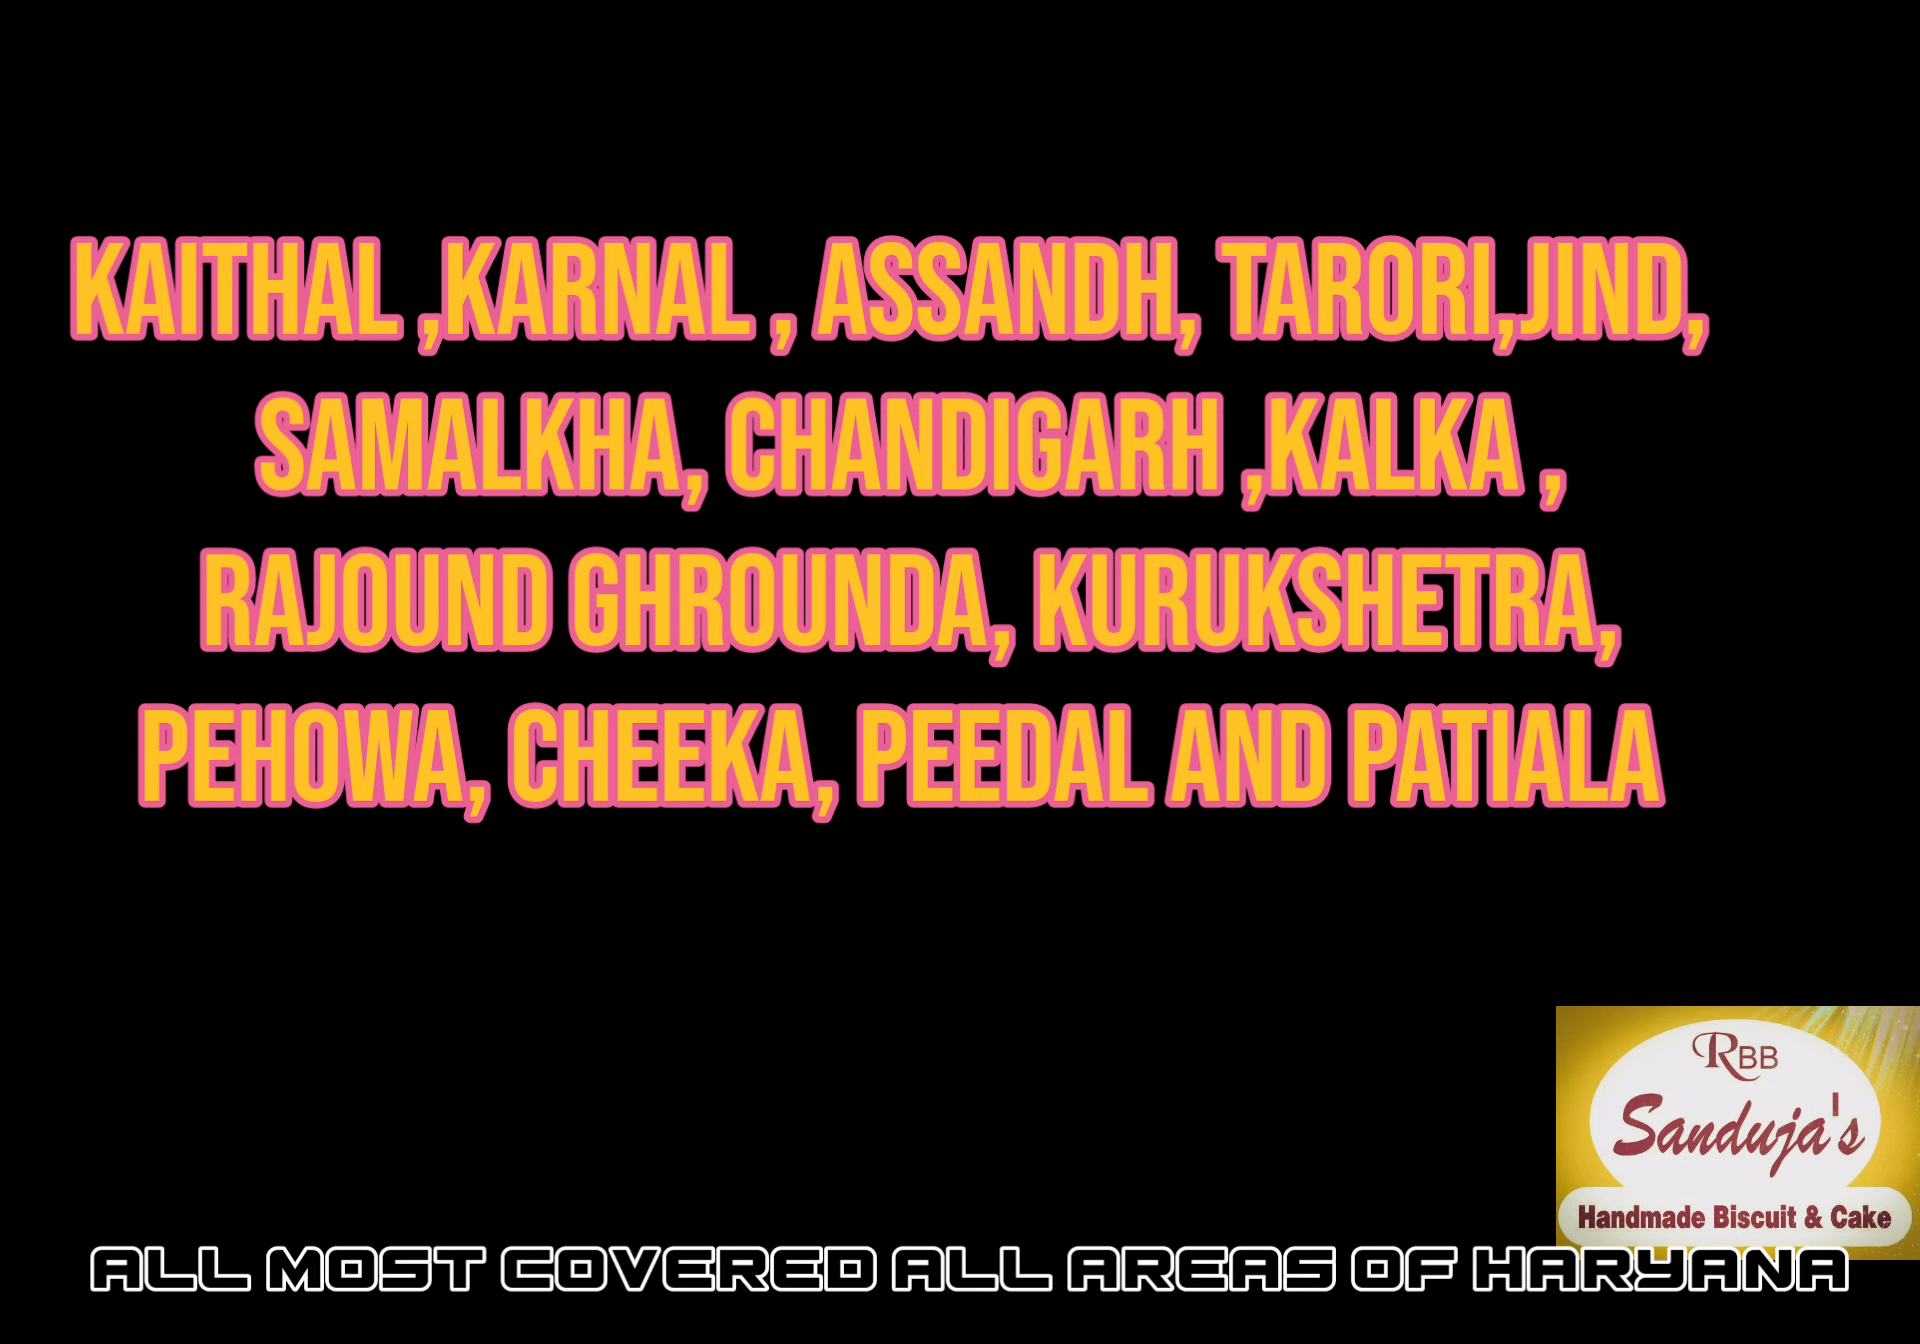 KAITHAL ,KARNAL , ASSANDH, TARORI,JIND,
SAMALKHA, CHANDIGARH ,KALKA ,
RAJOUND GHROUNDA, KURUKSHETRA,
PEHOWA, CHEEKA, PEEDAL AND PATIALA
RBB
Sanduja's
Handmade Biscuit & Cake
ALL MOST COVERED ALL AREAS OF HARYANA